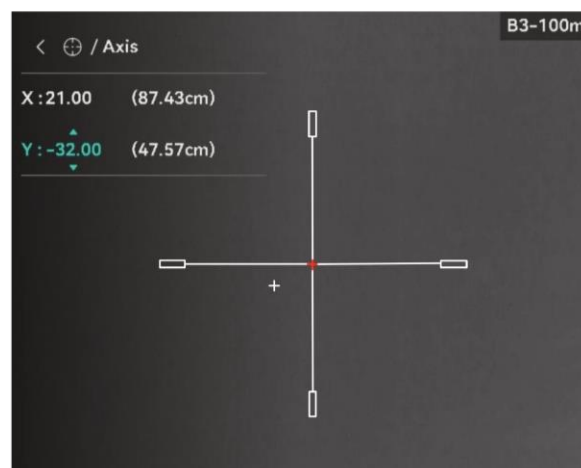 B3-100m
/ Axis
X : 21.00 (87.43cm)
Y : -32.00 (47.57cm)